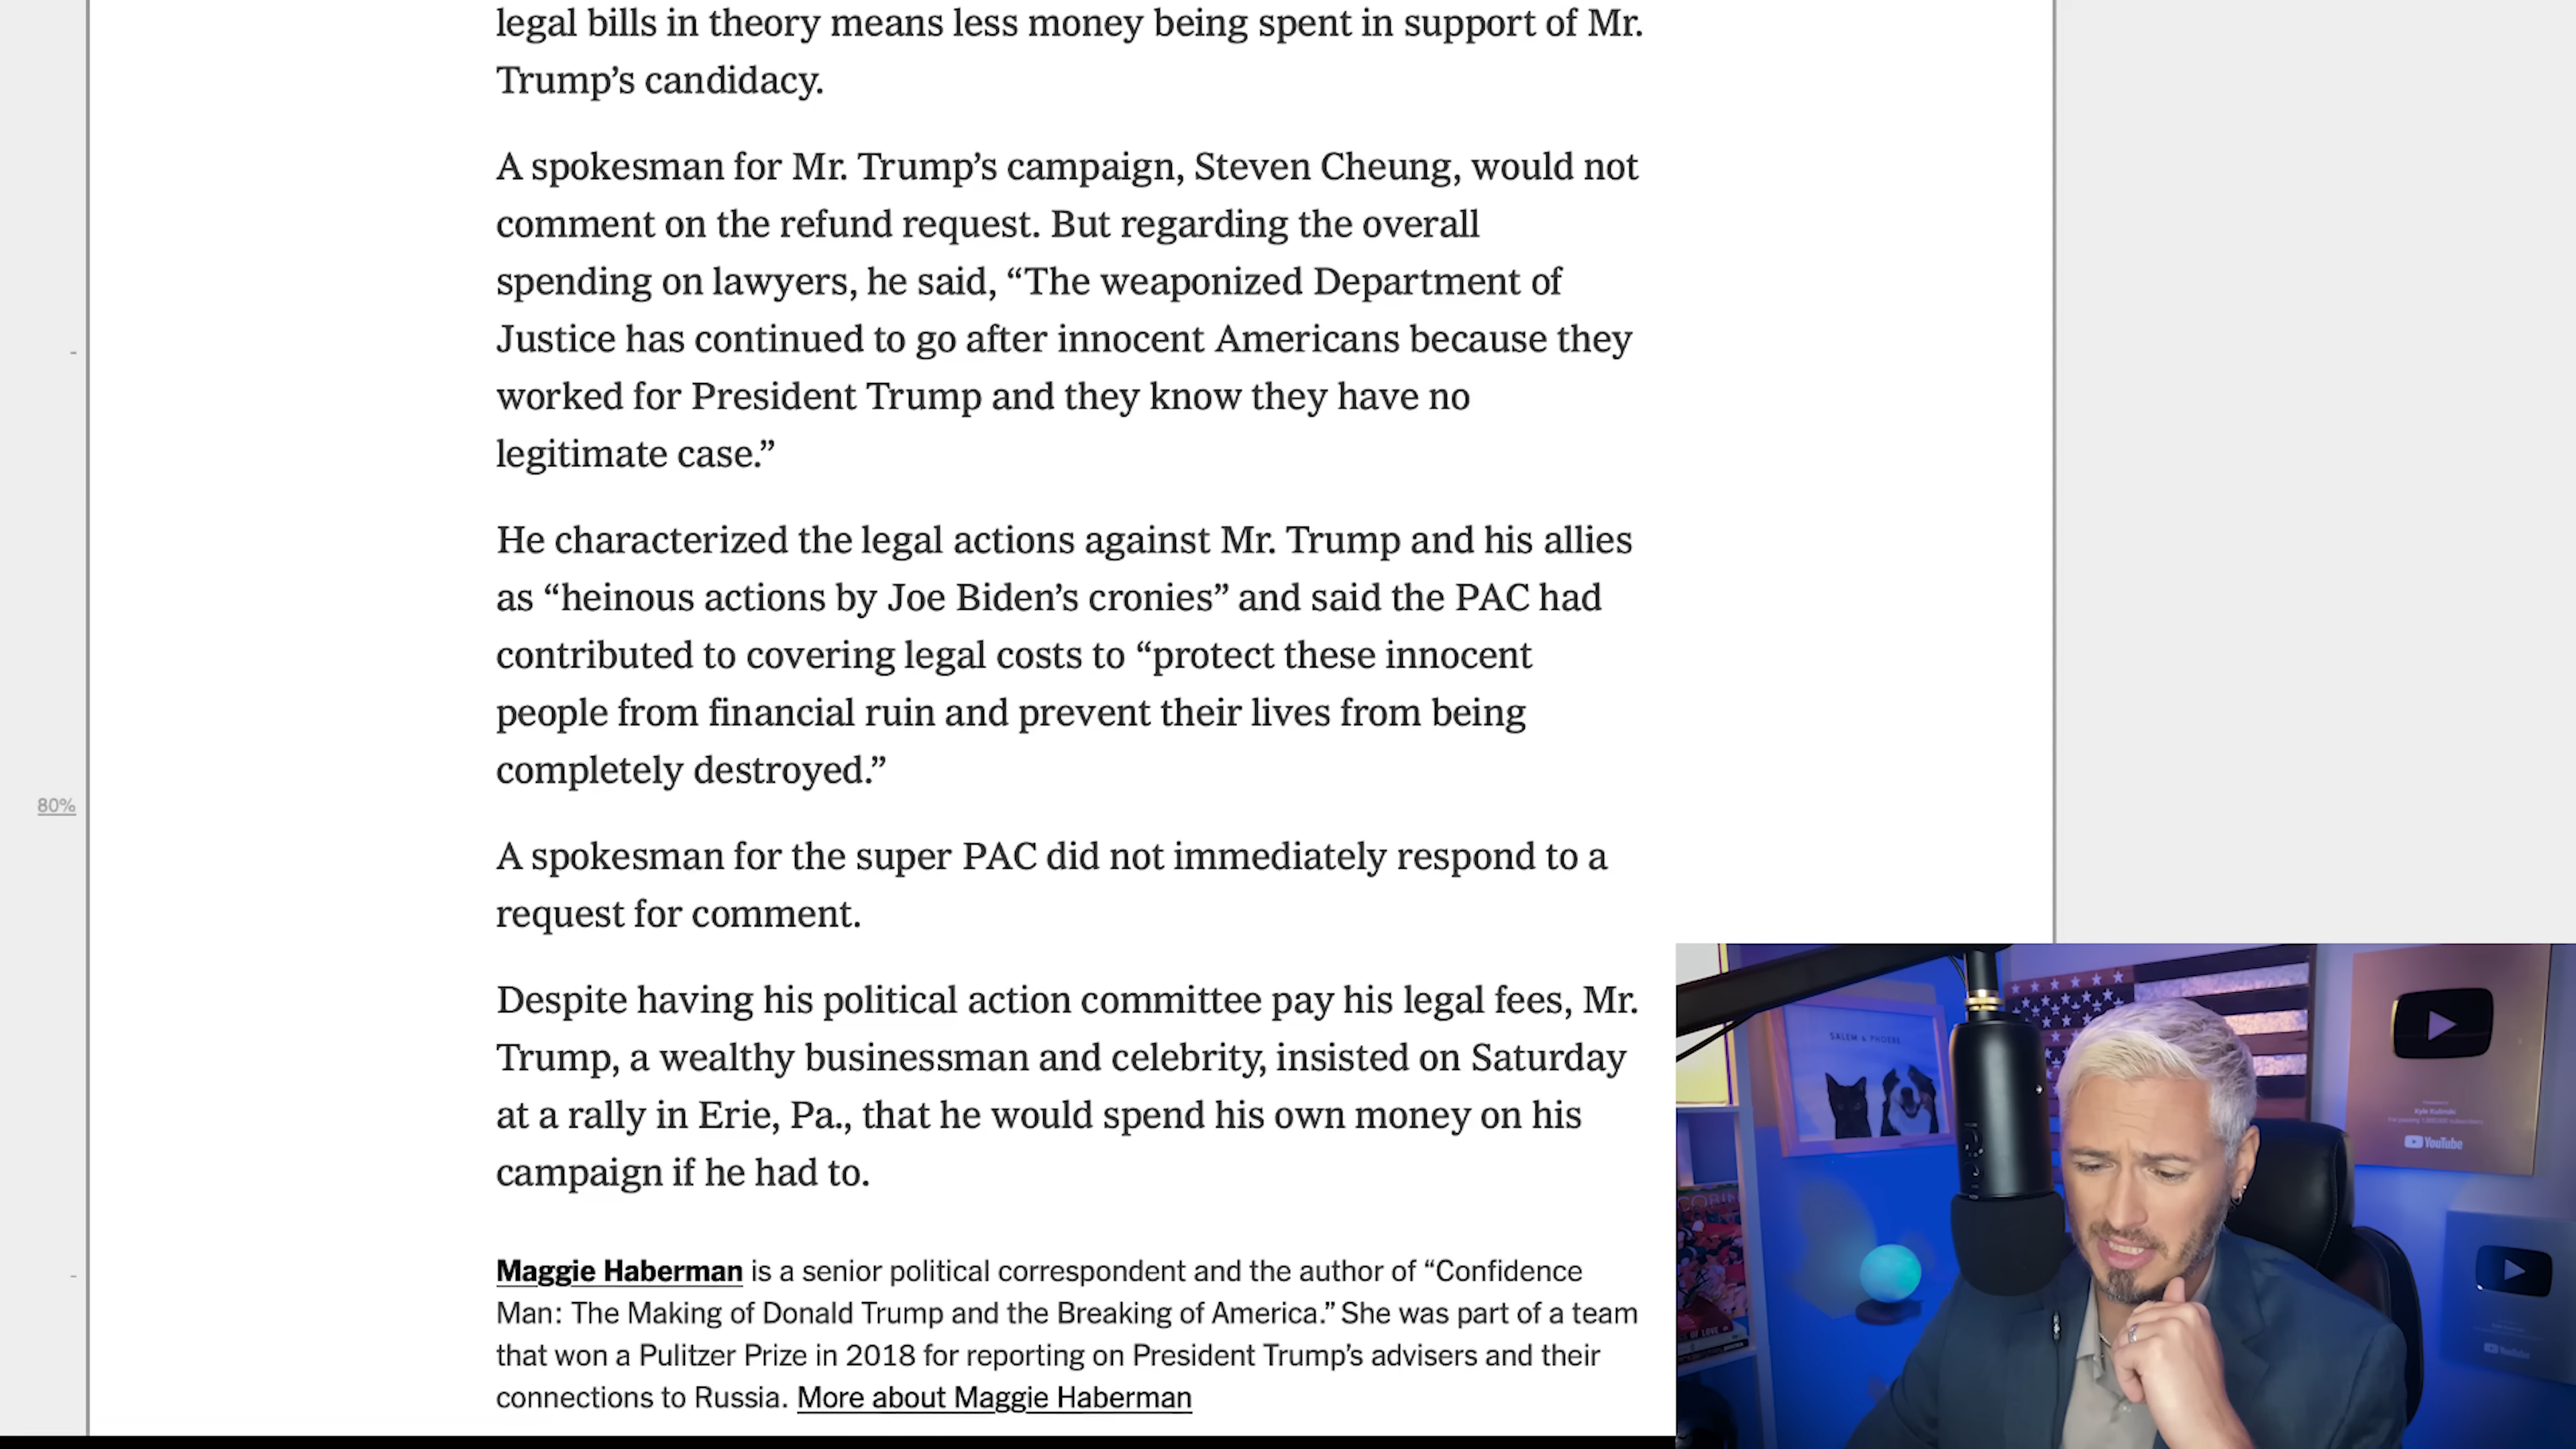 legal bills in theory means less money being spent in support of Mr.
Trump’s candidacy.
A spokesman for Mr. Trump’s campaign, Steven Cheung, would not
comment on the refund request. But regarding the overall
spending on lawyers, he said, “The weaponized Department of
Justice has continued to go after innocent Americans because they
worked for President Trump and they know they have no
legitimate case.”
He characterized the legal actions against Mr. Trump and his allies
as “heinous actions by Joe Biden’s cronies” and said the PAC had
contributed to covering legal costs to “protect these innocent
people from financial ruin and prevent their lives from being
completely destroyed.”
80%
A spokesman for the super PAC did not immediately respond to a
request for comment.
Despite having his political action committee pay his legal fees, Mr.
Trump, a wealthy businessman and celebrity, insisted on Saturday
at a rally in Erie, Pa., that he would spend his own money on his
campaign if he had to.
Maggie Haberman is a senior political correspondent and the author of “Confidence
Man: The Making of Donald Trump and the Breaking of America.” She was part of a team
that won a Pulitzer Prize in 2018 for reporting on President Trump’s advisers and their
connections to Russia. More about Maggie Haberman
SALEM & PHOEBE
Kyle Kulinski
YouTube
YouTube
OF LOVE